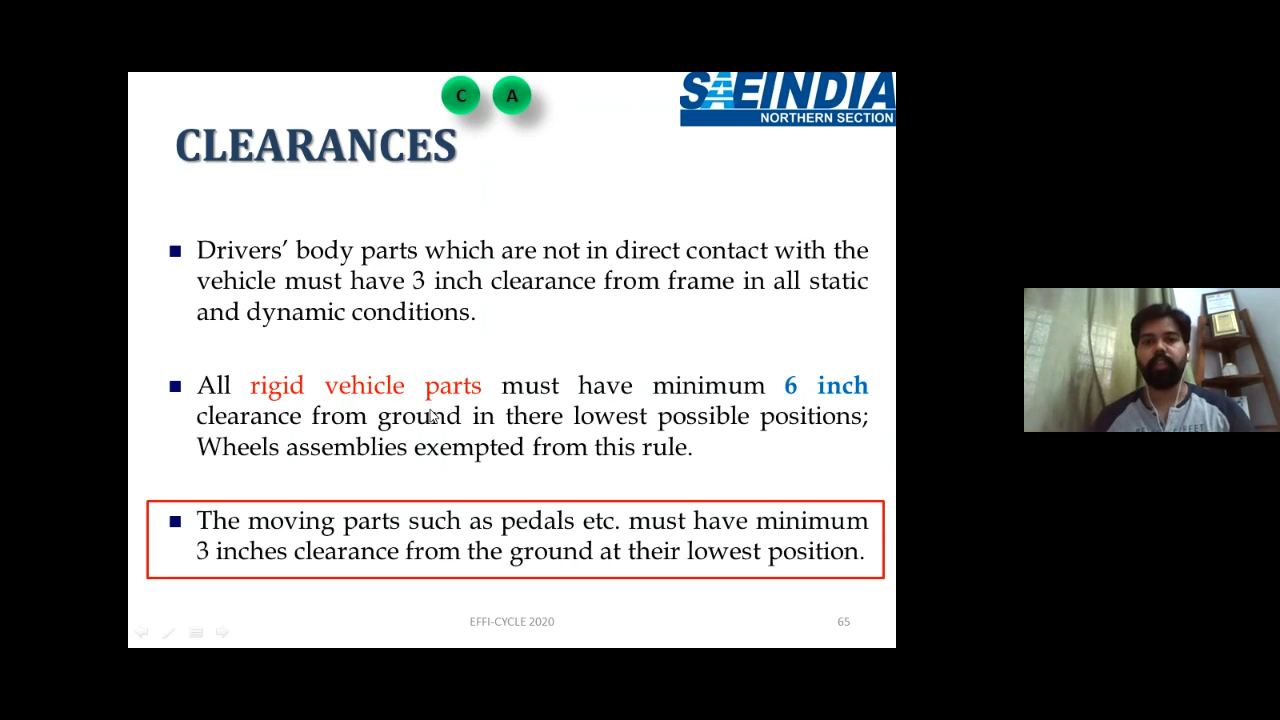 C A
SAEINDIA
NORTHERN SECTION
CLEARANCES
■ Drivers’ body parts which are not in direct contact with the
vehicle must have 3 inch clearance from frame in all static
and dynamic conditions.
■ All rigid vehicle parts must have minimum 6 inch
clearance from ground in there lowest possible positions;
Wheels assemblies exempted from this rule.
■ The moving parts such as pedals etc. must have minimum
3 inches clearance from the ground at their lowest position.
EFFI-CYCLE 2020
65